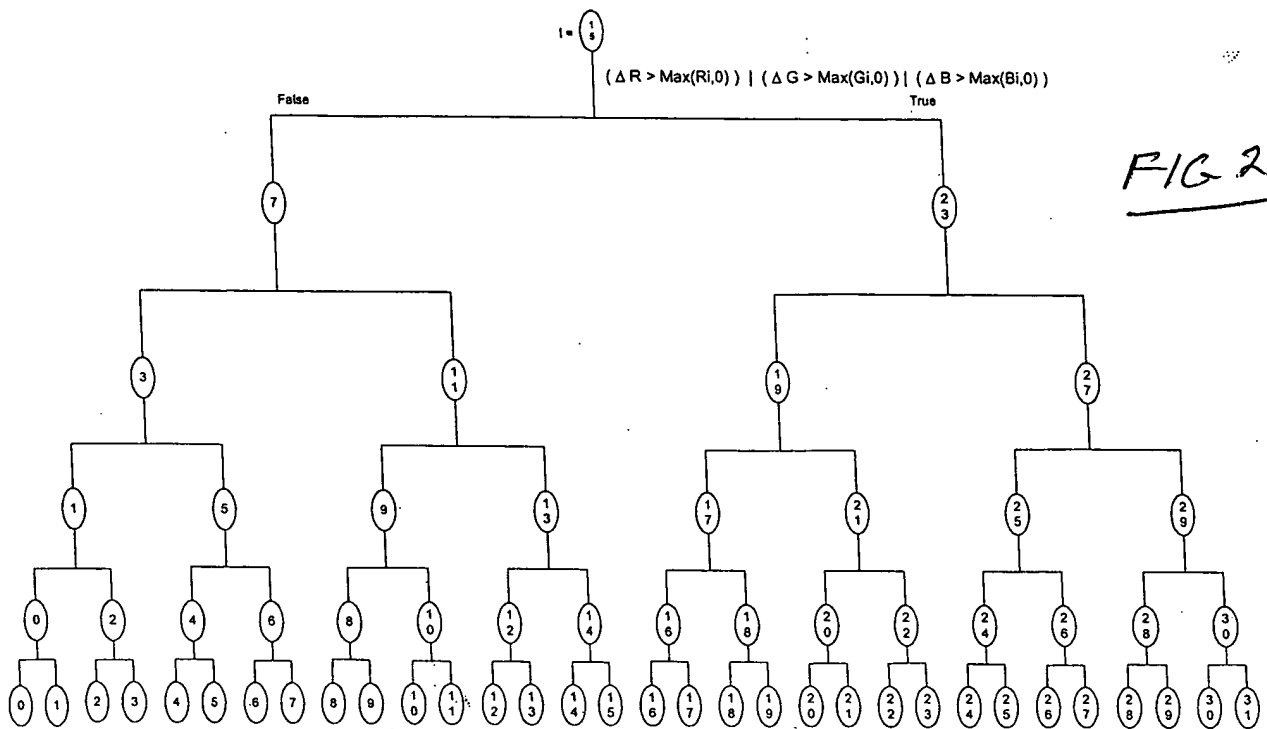 I = 15
( Δ R > Max(Ri,0) ) | ( Δ G > Max(Gi,0) ) | ( Δ B > Max(Bi,0) )
False True
FIG 2
7 23
3 11 19 27
1 5 9 13 17 21 25 29
0 2 4 6 8 10 12 14 16 18 20 22 24 26 28 30
0 1 2 3 4 5 6 7 8 9 10 11 12 13 14 15 16 17 18 19 20 21 22 23 24 25 26 27 28 29 30 31